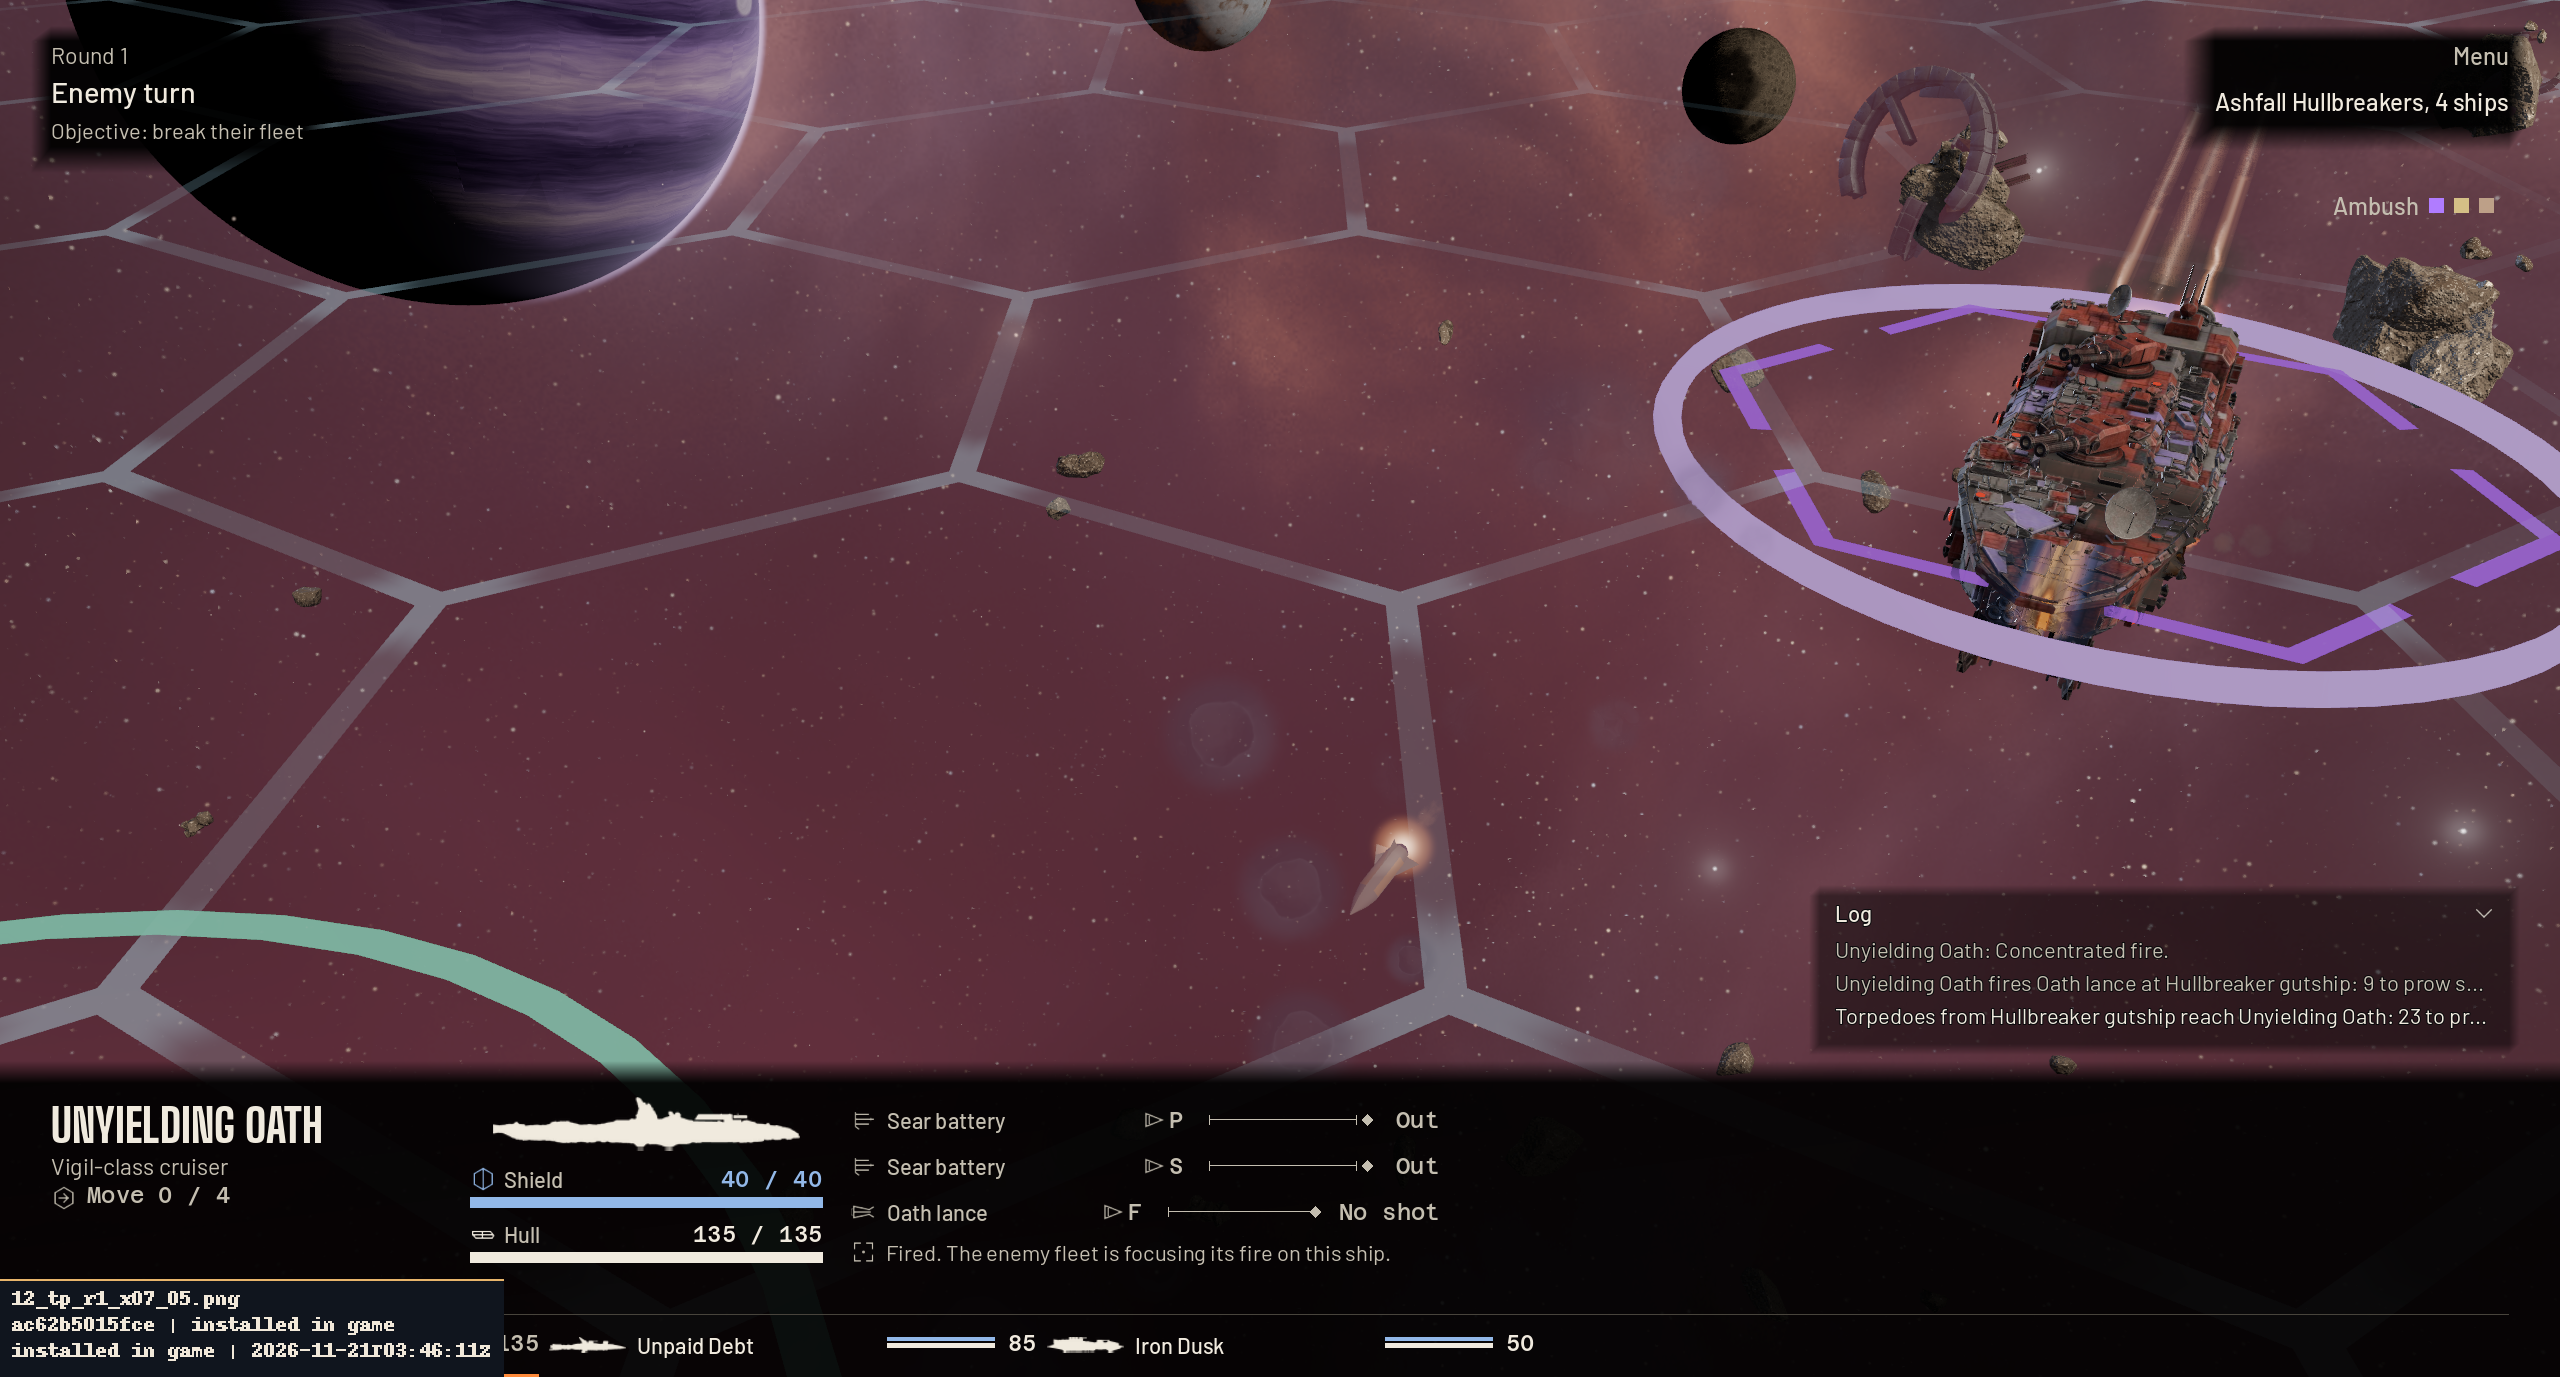 Round 1
Enemy turn
Objective: break their fleet
Menu
Ashfall Hullbreakers, 4 ships
Ambush
Log
Unyielding Oath: Concentrated fire.
Unyielding Oath fires Oath lance at Hullbreaker gutship: 9 to prow s...
Torpedoes from Hullbreaker gutship reach Unyielding Oath: 23 to pr...
UNYIELDING OATH
Vigil-class cruiser
Move 0 / 4
Shield 40 / 40
Hull 135 / 135
Sear battery P Out
Sear battery S Out
Oath lance F No shot
Fired. The enemy fleet is focusing its fire on this ship.
135 Unpaid Debt 85 Iron Dusk 50
12_tp_r1_x07_05.png
ac62b5015fce | installed in game
installed in game | 2026-11-21T03:46:11Z